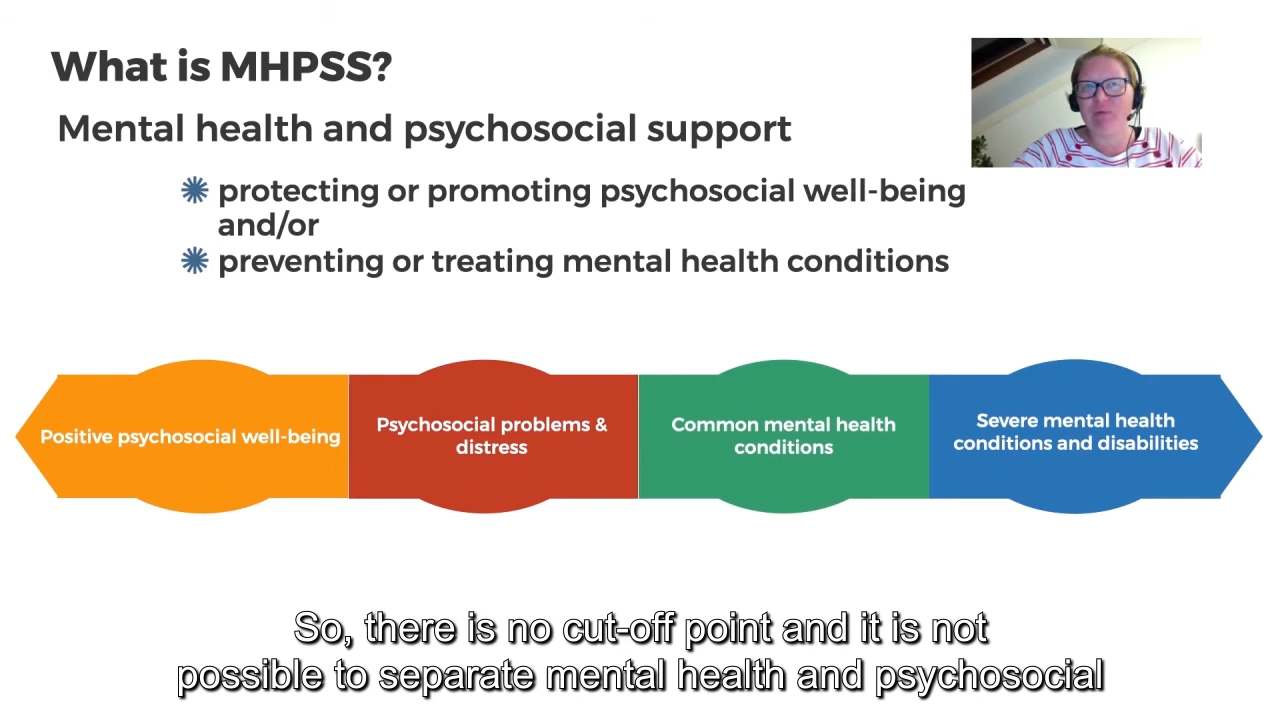 What is MHPSS?
Mental health and psychosocial support
protecting or promoting psychosocial well-being
and/or
preventing or treating mental health conditions
Positive psychosocial well-being
Psychosocial problems &
distress
Common mental health
conditions
Severe mental health
conditions and disabilities
So, there is no cut-off point and it is not
possible to separate mental health and psychosocial